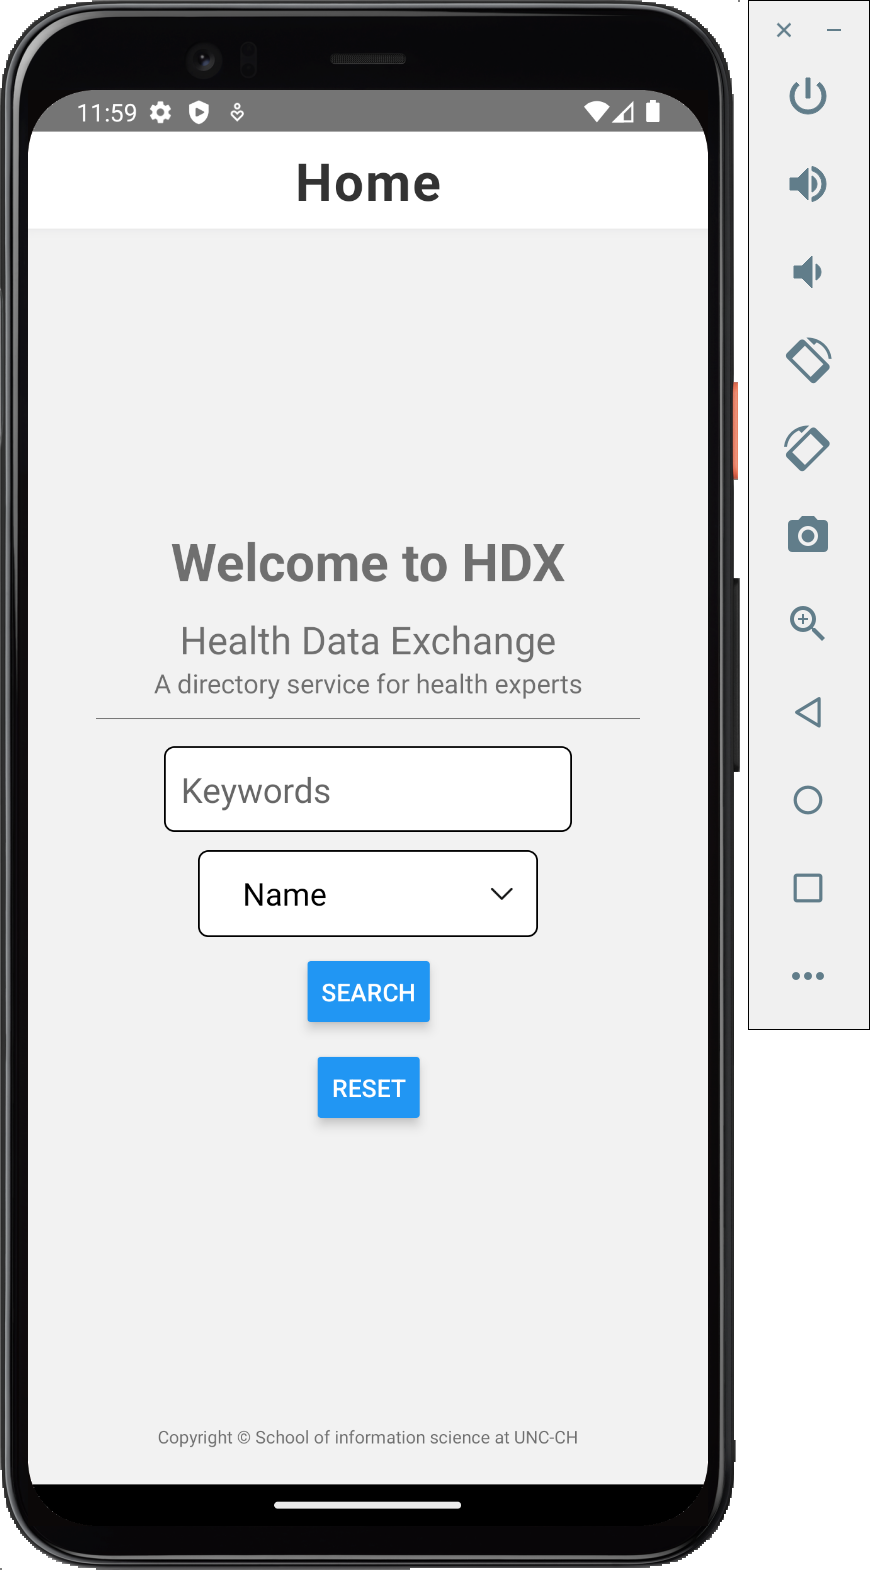 11:59
Home
Welcome to HDX
Health Data Exchange
A directory service for health experts
Keywords
Name
SEARCH
RESET
Copyright © School of information science at UNC-CH